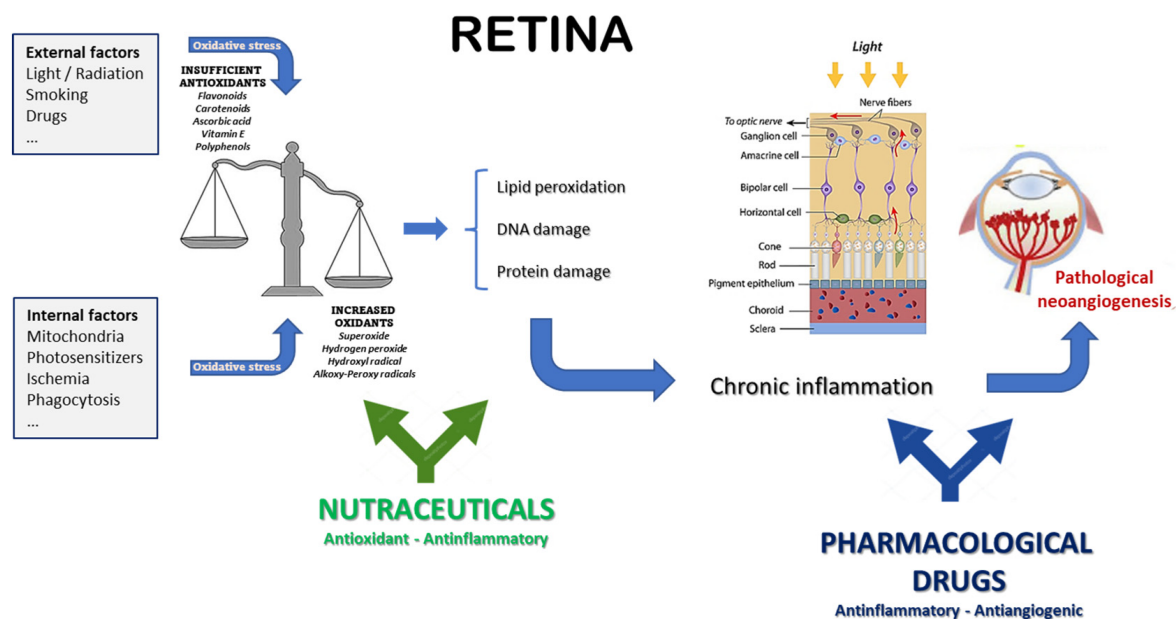 RETINA
External factors
Light / Radiation
Smoking
Drugs
...
Oxidative stress
INSUFFICIENT
ANTIOXIDANTS
Flavonoids
Carotenoids
Ascorbic acid
Vitamin E
Polyphenols
Internal factors
Mitochondria
Photosensitizers
Ischemia
Phagocytosis
...
Oxidative stress
INCREASED
OXIDANTS
Superoxide
Hydrogen peroxide
Hydroxyl radical
Alkoxy-Peroxy radicals
Lipid peroxidation
DNA damage
Protein damage
Light
Nerve fibers
To optic nerve
Ganglion cell
Amacrine cell
Bipolar cell
Horizontal cell
Cone
Rod
Pigment epithelium
Choroid
Sclera
Chronic inflammation
Pathological
neoangiogenesis
NUTRACEUTICALS
Antioxidant - Antinflammatory
PHARMACOLOGICAL
DRUGS
Antinflammatory - Antiangiogenic